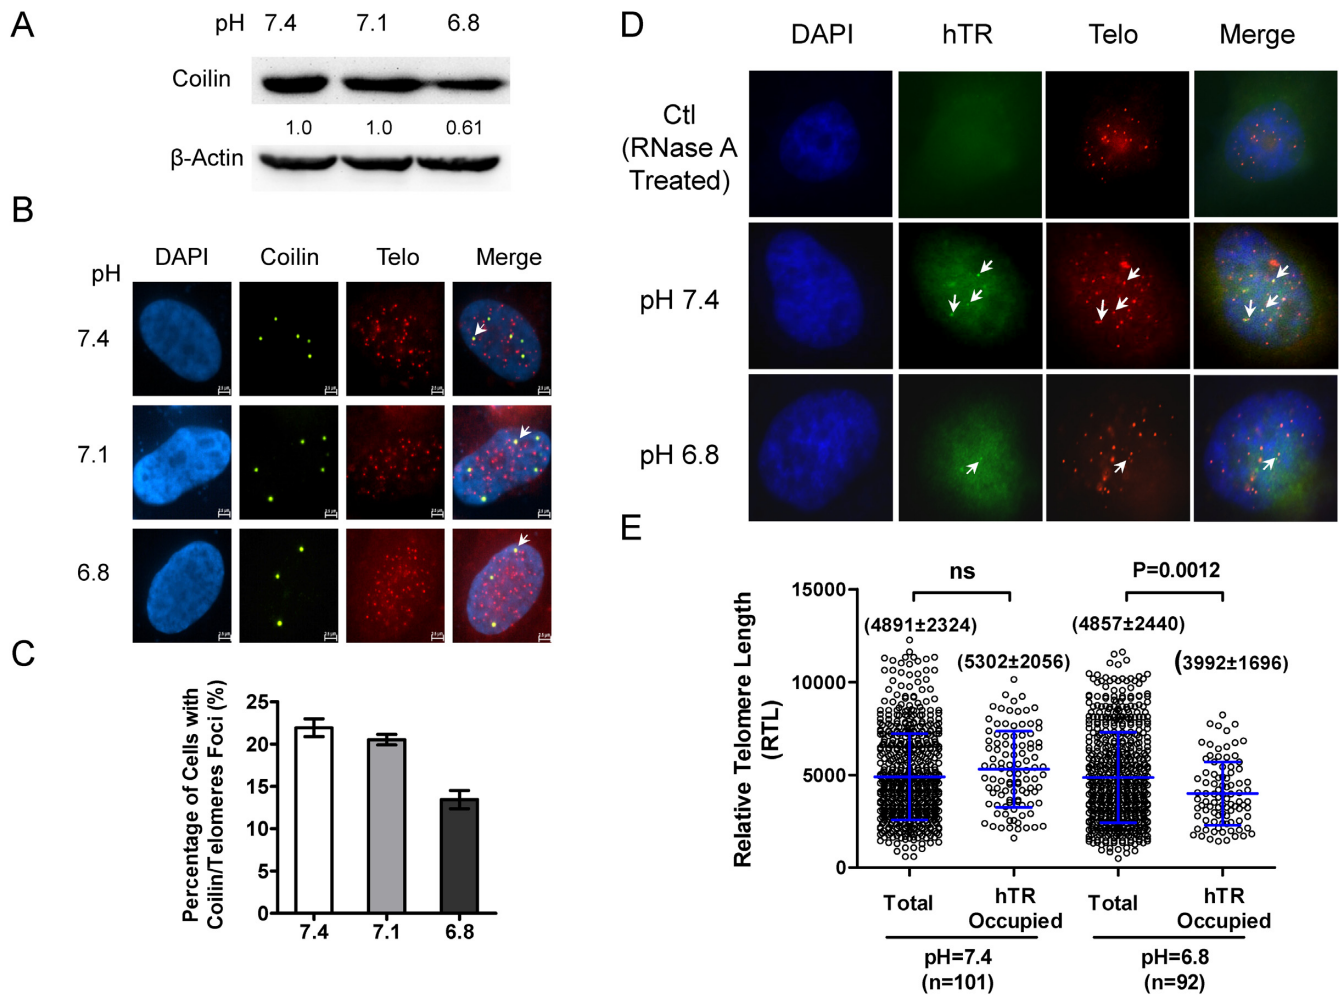 A
pH 7.4 7.1 6.8
Coilin
1.0 1.0 0.61
β-Actin
B
DAPI Coilin Telo Merge
pH
7.4
7.1
6.8
C
Percentage of Cells with
Coilin/Telomeres Foci (%)
25
20
15
10
5
0
7.4 7.1 6.8
D
DAPI hTR Telo Merge
Ctl
(RNase A
Treated)
pH 7.4
pH 6.8
E
Relative Telomere Length
(RTL)
15000
10000
5000
0
ns
P=0.0012
(4891±2324)
(5302±2056)
(4857±2440)
(3992±1696)
Total
hTR
Occupied
Total
hTR
Occupied
pH=7.4
(n=101)
pH=6.8
(n=92)